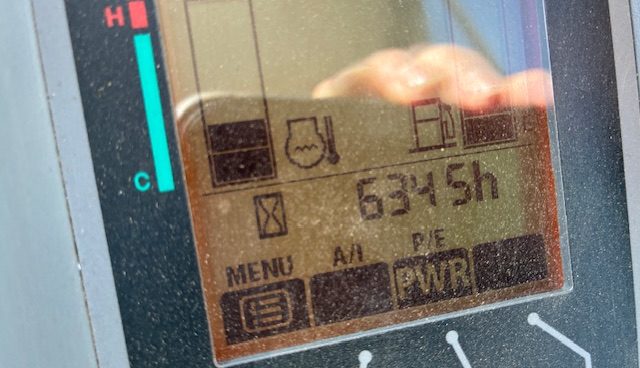 H
C
6345h
MENU A/I P/E
PWR